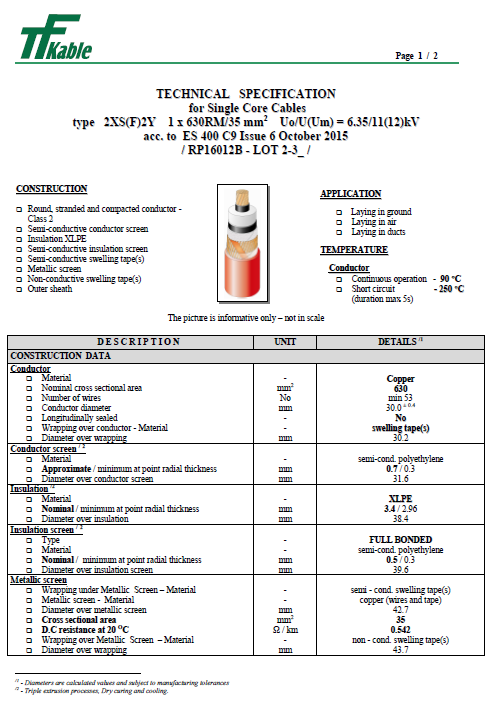 TF Kable
Page 1 / 2
TECHNICAL SPECIFICATION
for Single Core Cables
type 2XS(F)2Y 1 x 630RM/35 mm² Uo/U(Um) = 6.35/11(12)kV
acc. to ES 400 C9 Issue 6 October 2015
/ RP16012B - LOT 2-3_ /
CONSTRUCTION
Round, stranded and compacted conductor -
Class 2
Semi-conductive conductor screen
Insulation XLPE
Semi-conductive insulation screen
Semi-conductive swelling tape(s)
Metallic screen
Non-conductive swelling tape(s)
Outer sheath
APPLICATION
Laying in ground
Laying in air
Laying in ducts
TEMPERATURE
Conductor
Continuous operation - 90 °C
Short circuit - 250 °C
(duration max 5s)
The picture is informative only – not in scale
DESCRIPTION UNIT DETAILS /1
CONSTRUCTION DATA
Conductor
Material - Copper
Nominal cross sectional area mm² 630
Number of wires No min 53
Conductor diameter mm 30.0 ± 0.4
Longitudinally sealed - No
Wrapping over conductor - Material - swelling tape(s)
Diameter over wrapping mm 30.2
Conductor screen / 2
Material - semi-cond. polyethylene
Approximate / minimum at point radial thickness mm 0.7 / 0.3
Diameter over conductor screen mm 31.6
Insulation /2
Material - XLPE
Nominal / minimum at point radial thickness mm 3.4 / 2.96
Diameter over insulation mm 38.4
Insulation screen / 2
Type - FULL BONDED
Material - semi-cond. polyethylene
Nominal / minimum at point radial thickness mm 0.5 / 0.3
Diameter over insulation screen mm 39.6
Metallic screen
Wrapping under Metallic Screen – Material - semi - cond. swelling tape(s)
Metallic screen - Material - copper (wires and tape)
Diameter over metallic screen mm 42.7
Cross sectional area mm² 35
D.C resistance at 20 °C Ω / km 0.542
Wrapping over Metallic Screen – Material - non - cond. swelling tape(s)
Diameter over wrapping mm 43.7
/1 - Diameters are calculated values and subject to manufacturing tolerances
/2 - Triple extrusion processes, Dry curing and cooling.